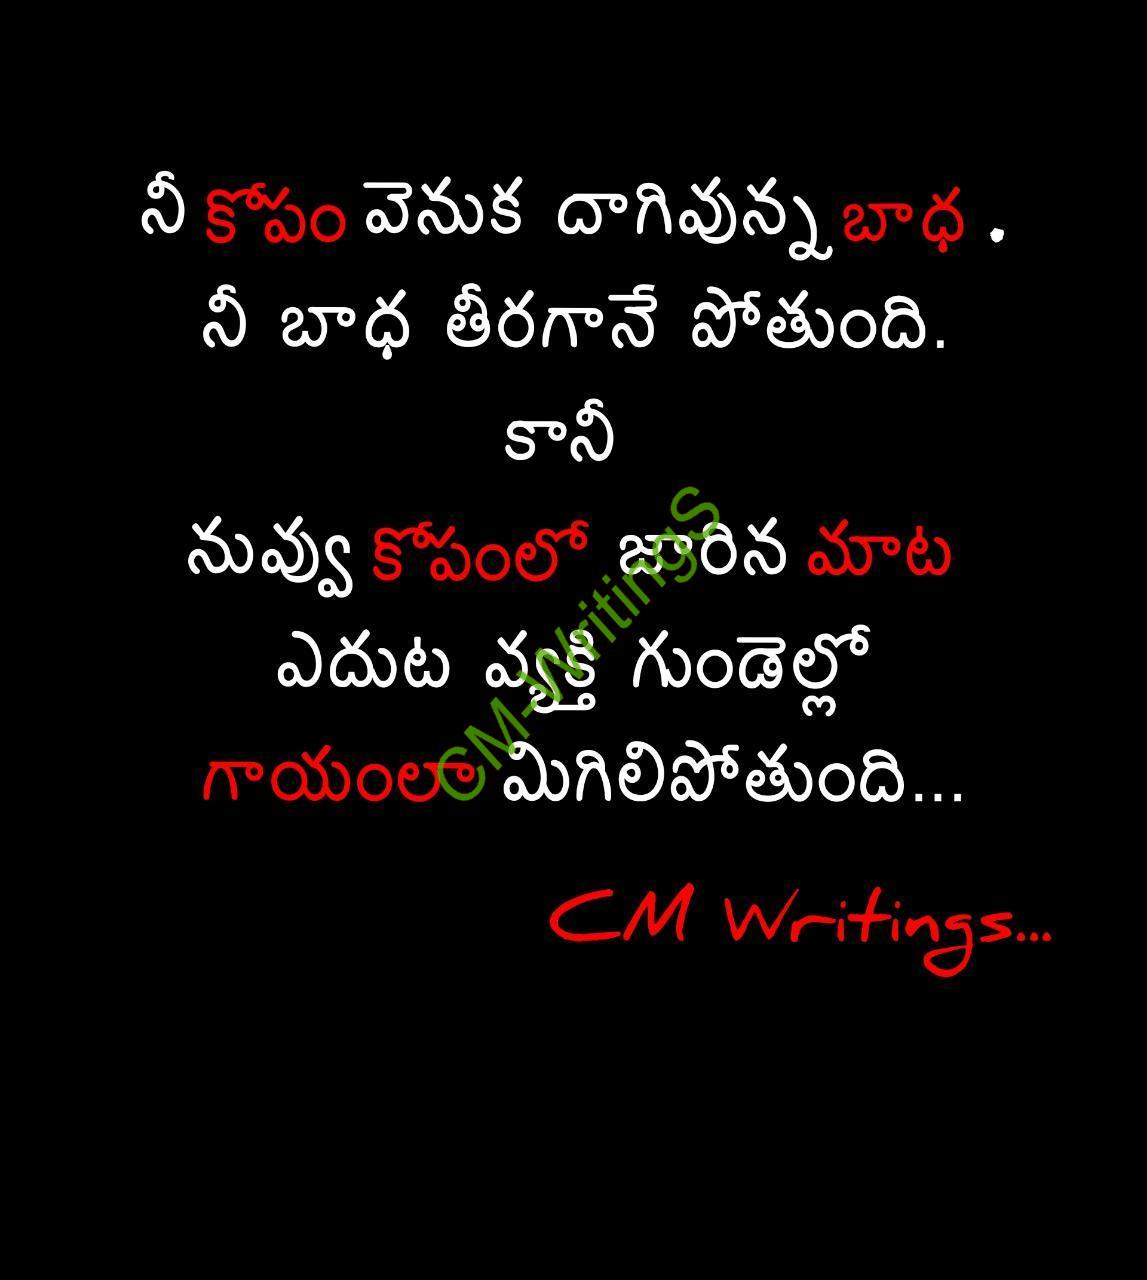 నీ కోపం వెనుక దాగివున్న బాధ .
నీ బాధ తీరగానే పోతుంది.
కానీ
నువ్వు కోపంలో జారిన మాట
ఎదుట వ్యక్తి గుండెల్లో
గాయంలా మిగిలిపోతుంది...
CM-Writings
CM Writings...